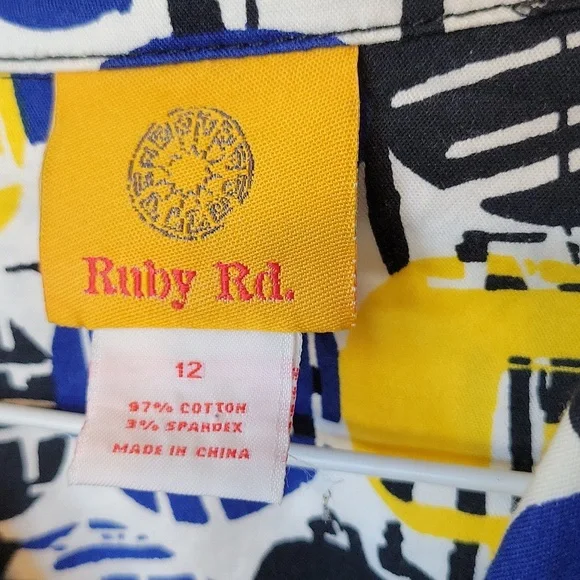 Ruby Rd.
12
97% COTTON
3% SPANDEX
MADE IN CHINA